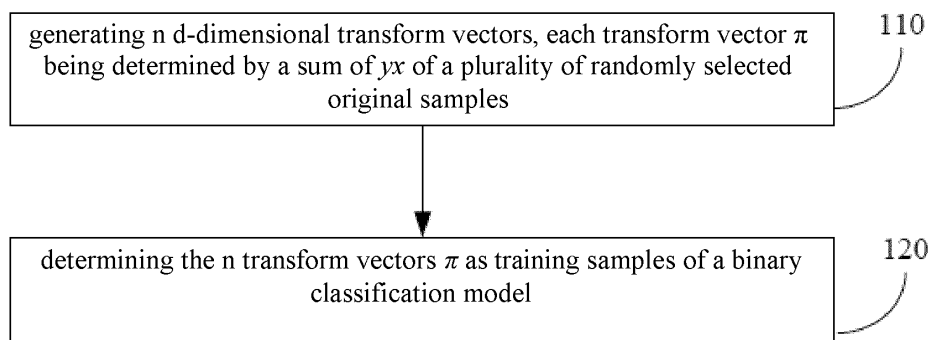 110
generating n d-dimensional transform vectors, each transform vector π
being determined by a sum of yx of a plurality of randomly selected
original samples
120
determining the n transform vectors π as training samples of a binary
classification model